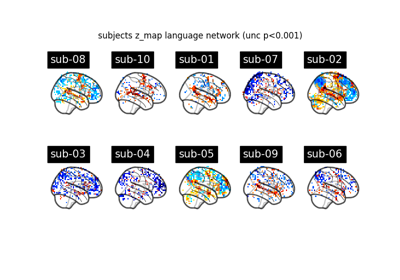 subjects z_map language network (unc p<0.001)
sub-08 sub-10 sub-01 sub-07 sub-02
sub-03 sub-04 sub-05 sub-09 sub-06